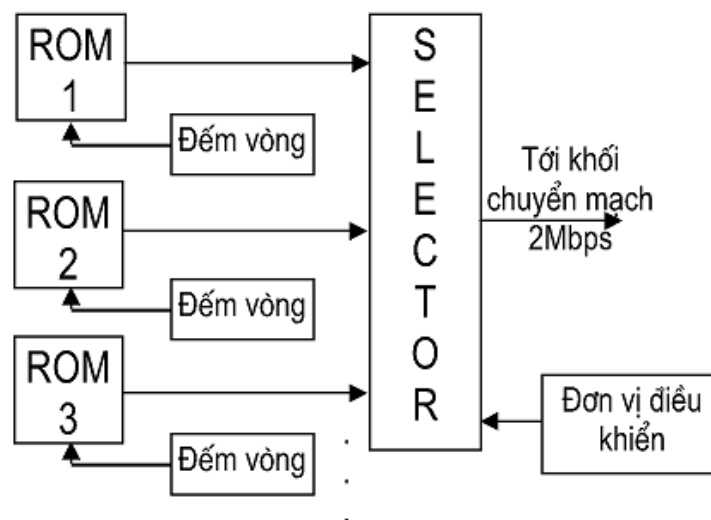 ROM
1
Đếm vòng
ROM
2
Đếm vòng
ROM
3
Đếm vòng
S
E
L
E
C
T
O
R
Tới khối
chuyển mạch
2Mbps
Đơn vị điều
khiển